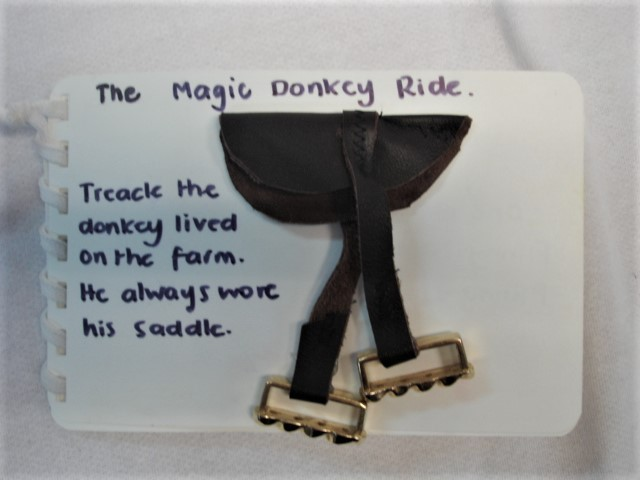 The Magic Donkey Ride.
Treacle the
donkey lived
on the farm.
He always wore
his saddle.